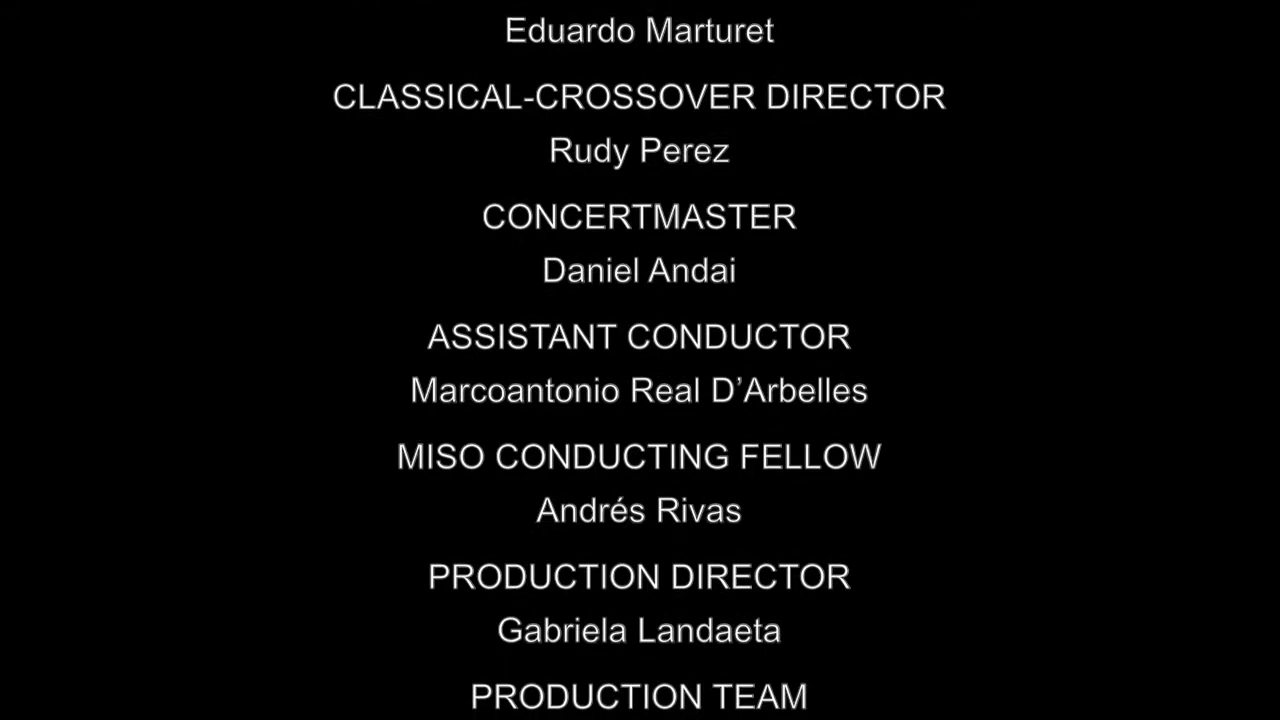 Eduardo Marturet
CLASSICAL-CROSSOVER DIRECTOR
Rudy Perez
CONCERTMASTER
Daniel Andai
ASSISTANT CONDUCTOR
Marcoantonio Real D’Arbelles
MISO CONDUCTING FELLOW
Andrés Rivas
PRODUCTION DIRECTOR
Gabriela Landaeta
PRODUCTION TEAM